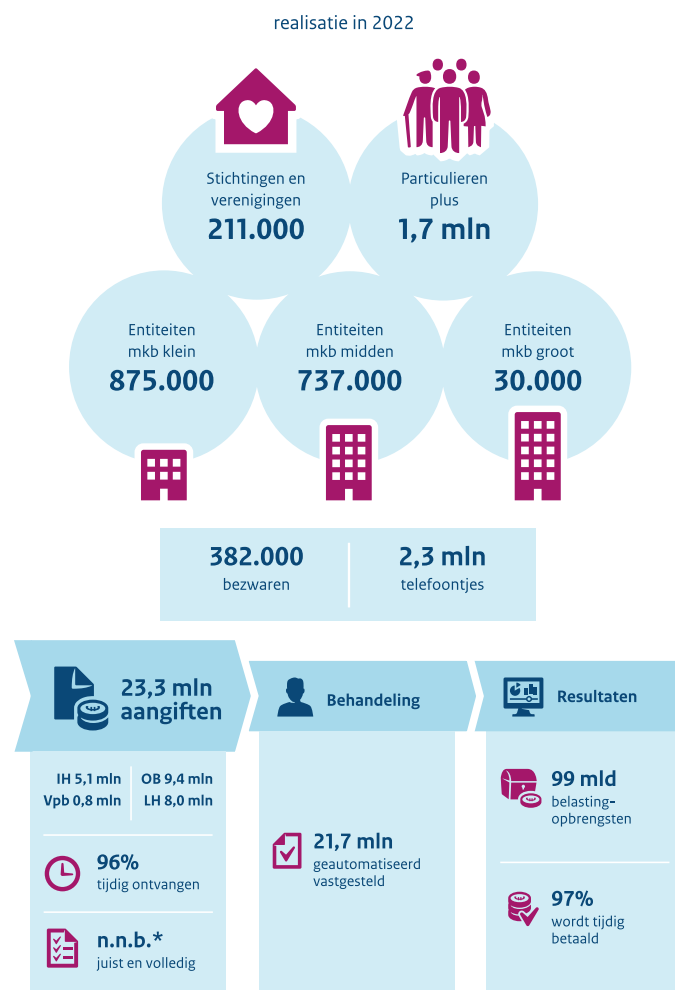 realisatie in 2022
Stichtingen en
verenigingen
211.000
Particulieren
plus
1,7 mln
Entiteiten
mkb klein
875.000
Entiteiten
mkb midden
737.000
Entiteiten
mkb groot
30.000
382.000
bezwaren
2,3 mln
telefoontjes
23,3 mln
aangiften
IH 5,1 mln
Vpb 0,8 mln
OB 9,4 mln
LH 8,0 mln
96%
tijdig ontvangen
n.n.b.*
juist en volledig
Behandeling
21,7 mln
geautomatiseerd
vastgesteld
Resultaten
99 mld
belasting-
opbrengsten
97%
wordt tijdig
betaald